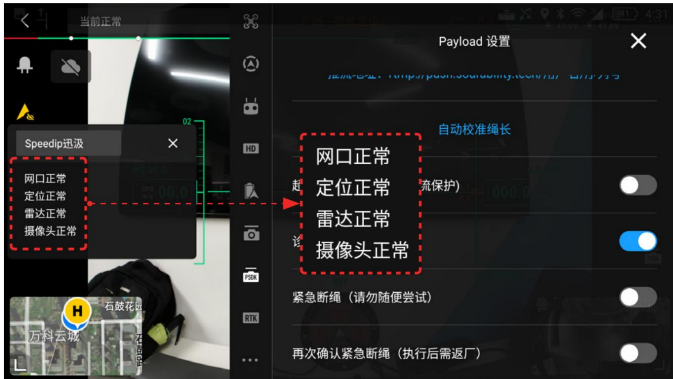 当前正常
4:31
Payload 设置
自动校准绳长
02
Speedip迅汲
网口正常
定位正常
雷达正常
摄像头正常
HD
PSDK
RTK
网口正常
定位正常
雷达正常
摄像头正常
流保护)
紧急断绳（请勿随便尝试）
再次确认紧急断绳（执行后需返厂）
H
石鼓花园
万科云城